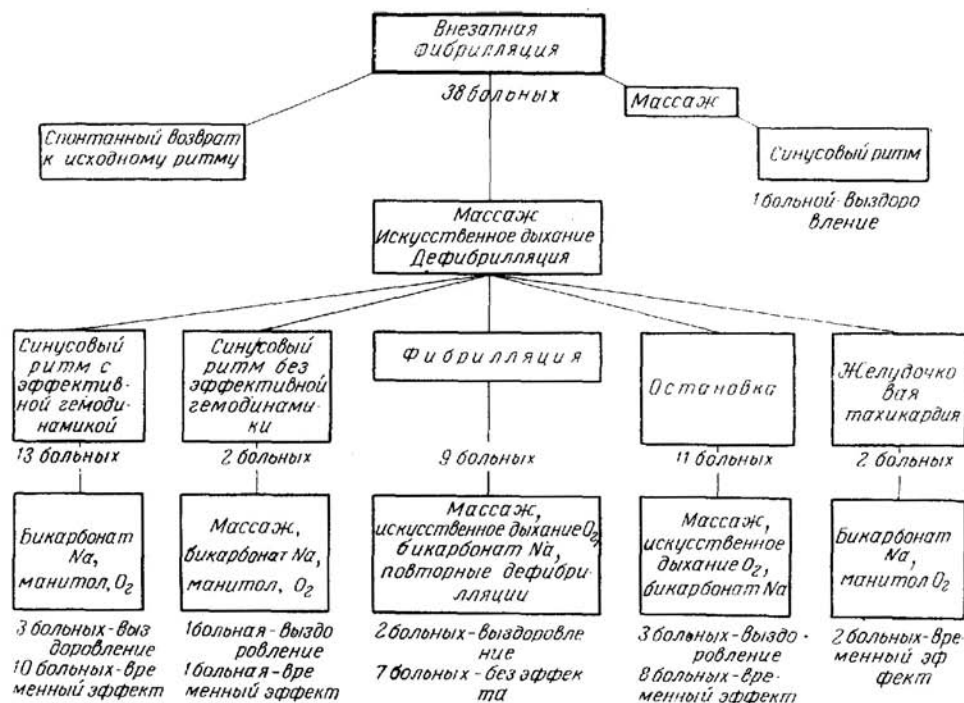 Внезапная
фибрилляция
38 больных
Массаж
Спонтанный возврат
к исходному ритму
Синусовый ритм
1 больной-выздоро
вление
Массаж
Искусственное дыхание
Дефибрилляция
Синусовый
ритм с
эффектив-
ной гемоди-
намикой
13 больных
Синусовый
ритм без
эффективной
гемодинами-
ки
2 больных
Фибрилляция
9 больных
Остановка
11 больных
Желудочко
вая
тахикардия
2 больных
Бикарбонат
Na,
манитол, O₂
3 больных-выз
доровление
10 больных-вре
менный эффект
Массаж,
бикарбонат Na,
манитол, O₂
1 больная-выздо
ровление
1 больная-вре
менный эффект
Массаж,
искусственное дыхание O₂,
бикарбонат Na,
повторные дефибри-
лляции
2 больных-выздоровле
ние
7 больных-без эффек
та
Массаж,
искусственное
дыхание O₂,
бикарбонат Na
3 больных-выздо-
ровление
8 больных-вре-
менный эффект
Бикарбонат
Na,
манитол O₂
2 больных-вре
менный эф
фект